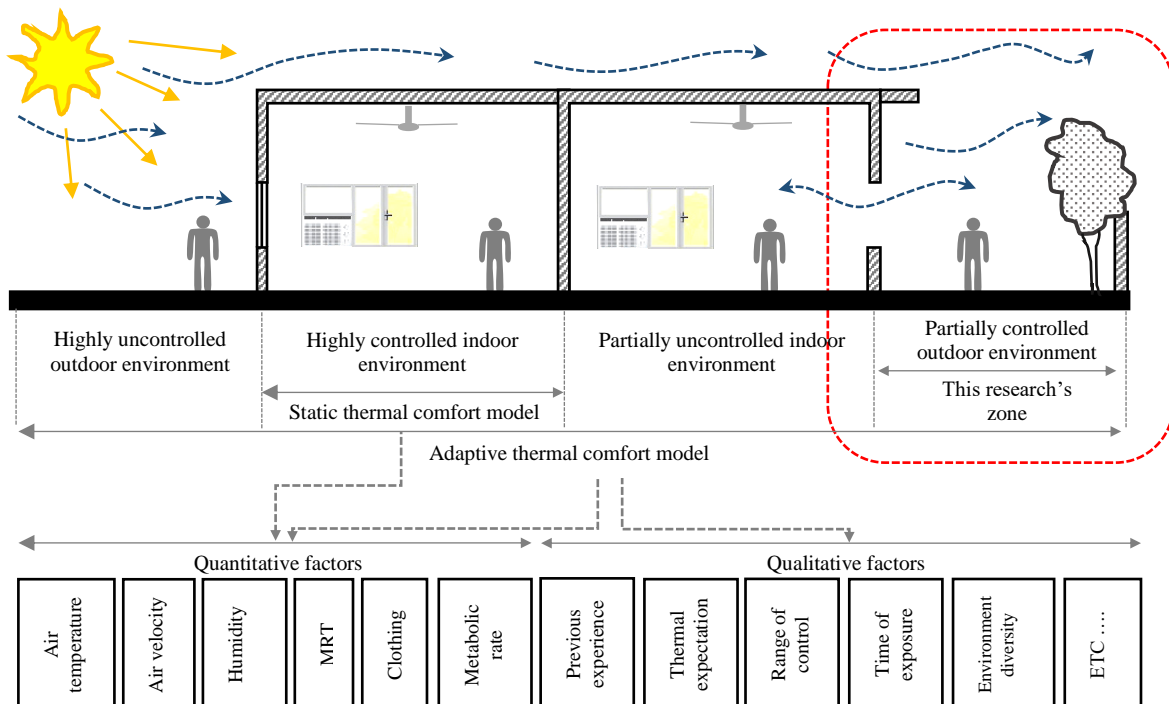 Highly uncontrolled
outdoor environment
Highly controlled indoor
environment
Partially uncontrolled indoor
environment
Partially controlled
outdoor environment
Static thermal comfort model
This research's
zone
Adaptive thermal comfort model
Quantitative factors
Qualitative factors
Air
temperature
Air velocity
Humidity
MRT
Clothing
Metabolic
rate
Previous
experience
Thermal
expectation
Range of
control
Time of
exposure
Environment
diversity
ETC ....